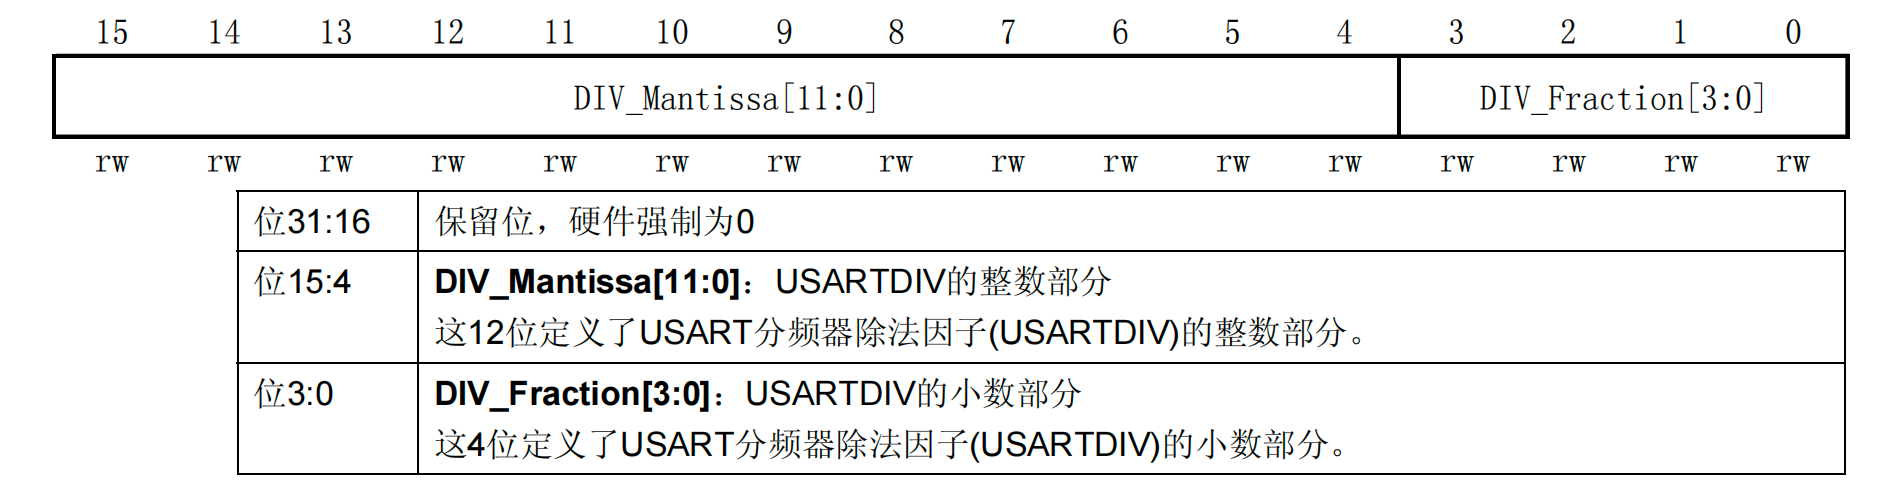 15 14 13 12 11 10 9 8 7 6 5 4 3 2 1 0
DIV_Mantissa[11:0] DIV_Fraction[3:0]
rw rw rw rw rw rw rw rw rw rw rw rw rw rw rw rw
位31:16 保留位，硬件强制为0
位15:4 DIV_Mantissa[11:0]：USARTDIV的整数部分
这12位定义了USART分频器除法因子(USARTDIV)的整数部分。
位3:0 DIV_Fraction[3:0]：USARTDIV的小数部分
这4位定义了USART分频器除法因子(USARTDIV)的小数部分。